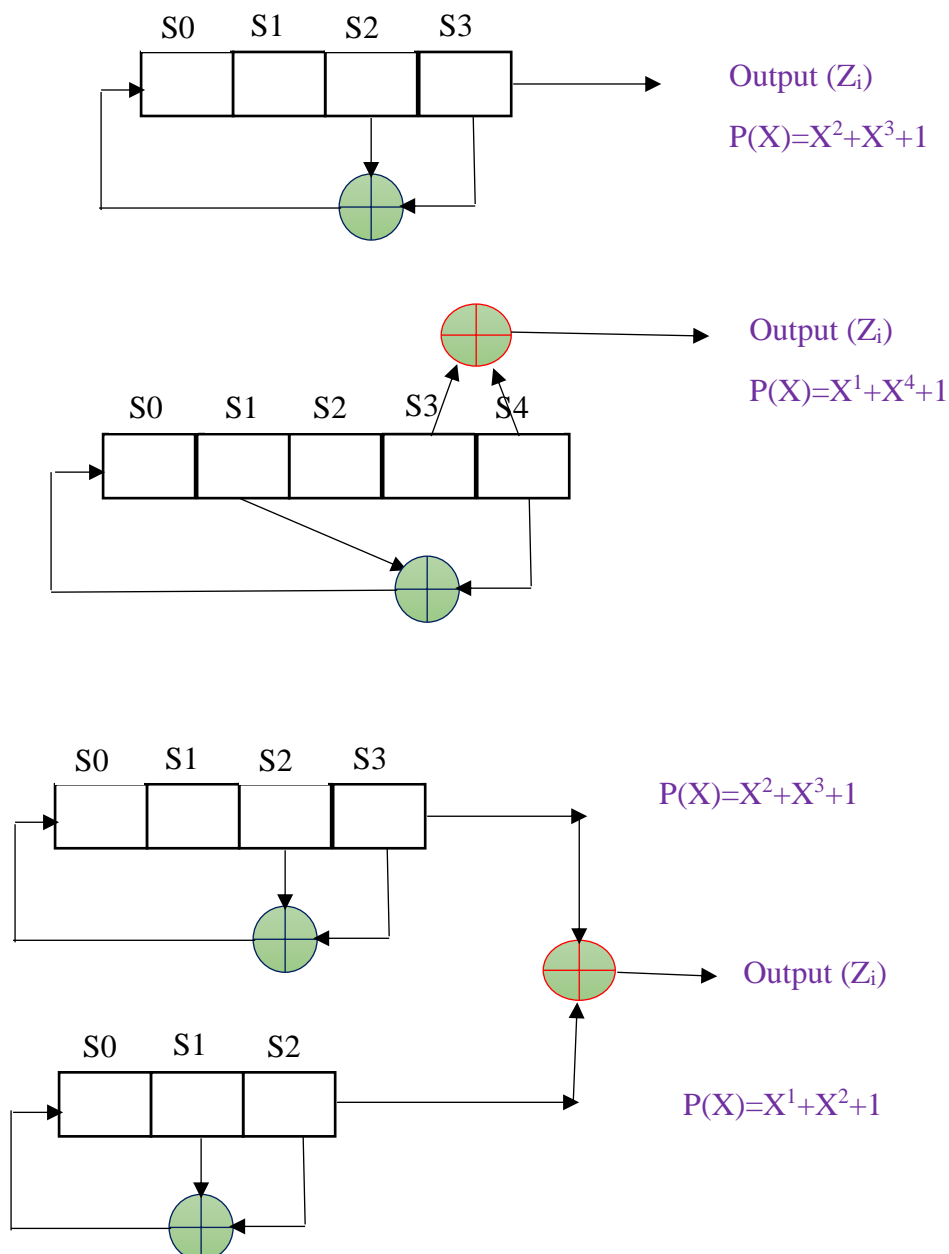 S0 S1 S2 S3
Output (Zᵢ)
P(X)=X²+X³+1
Output (Zᵢ)
P(X)=X¹+X⁴+1
S0 S1 S2 S3 S4
S0 S1 S2 S3
P(X)=X²+X³+1
Output (Zᵢ)
S0 S1 S2
P(X)=X¹+X²+1